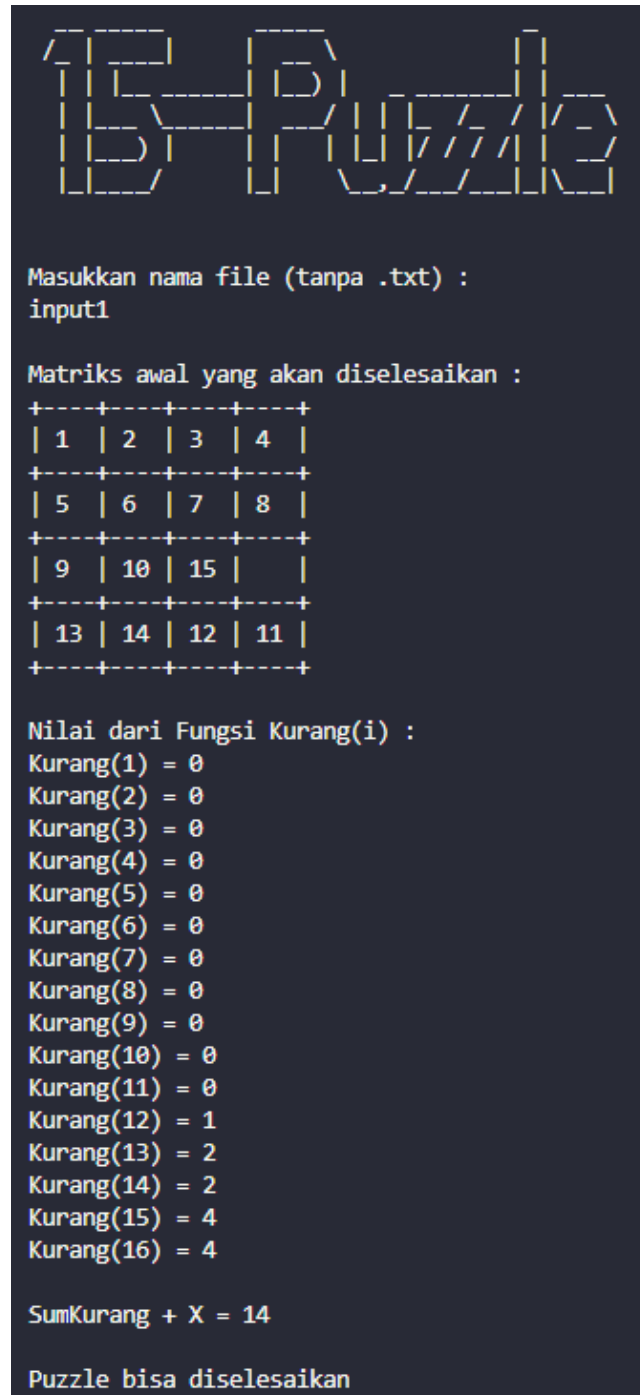 15-Puzzle
Masukkan nama file (tanpa .txt) :
input1
Matriks awal yang akan diselesaikan :
+----+----+----+----+
| 1  | 2  | 3  | 4  |
+----+----+----+----+
| 5  | 6  | 7  | 8  |
+----+----+----+----+
| 9  | 10 | 15 |    |
+----+----+----+----+
| 13 | 14 | 12 | 11 |
+----+----+----+----+
Nilai dari Fungsi Kurang(i) :
Kurang(1) = 0
Kurang(2) = 0
Kurang(3) = 0
Kurang(4) = 0
Kurang(5) = 0
Kurang(6) = 0
Kurang(7) = 0
Kurang(8) = 0
Kurang(9) = 0
Kurang(10) = 0
Kurang(11) = 0
Kurang(12) = 1
Kurang(13) = 2
Kurang(14) = 2
Kurang(15) = 4
Kurang(16) = 4
SumKurang + X = 14
Puzzle bisa diselesaikan